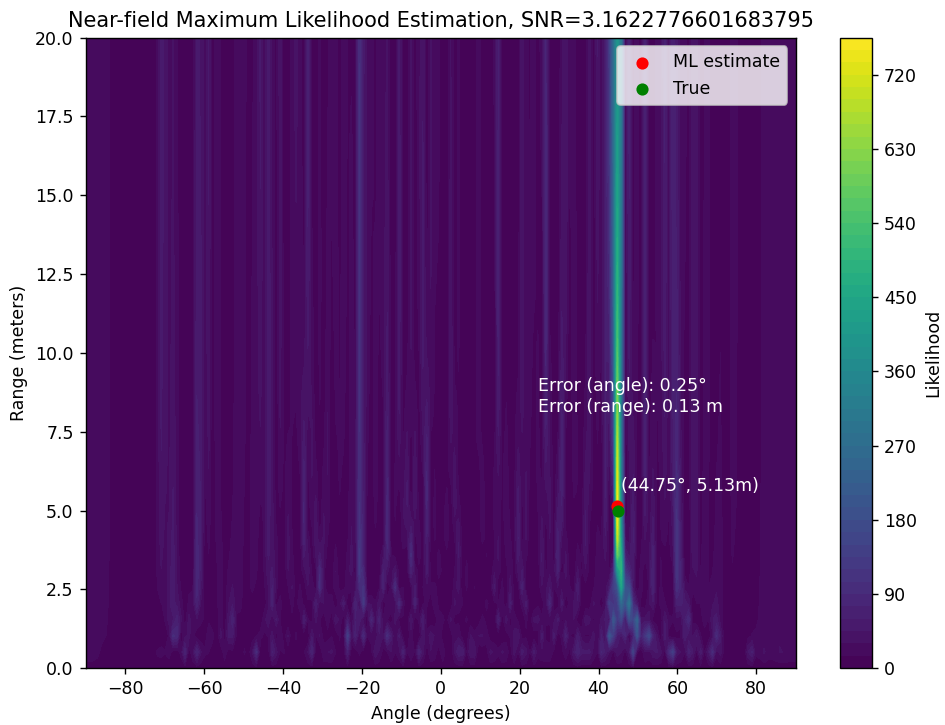 Near-field Maximum Likelihood Estimation, SNR=3.1622776601683795
20.0
17.5
15.0
12.5
10.0
7.5
5.0
2.5
0.0
Range (meters)
ML estimate
True
Error (angle): 0.25°
Error (range): 0.13 m
(44.75°, 5.13m)
−80 −60 −40 −20 0 20 40 60 80
Angle (degrees)
720
630
540
450
360
270
180
90
0
Likelihood